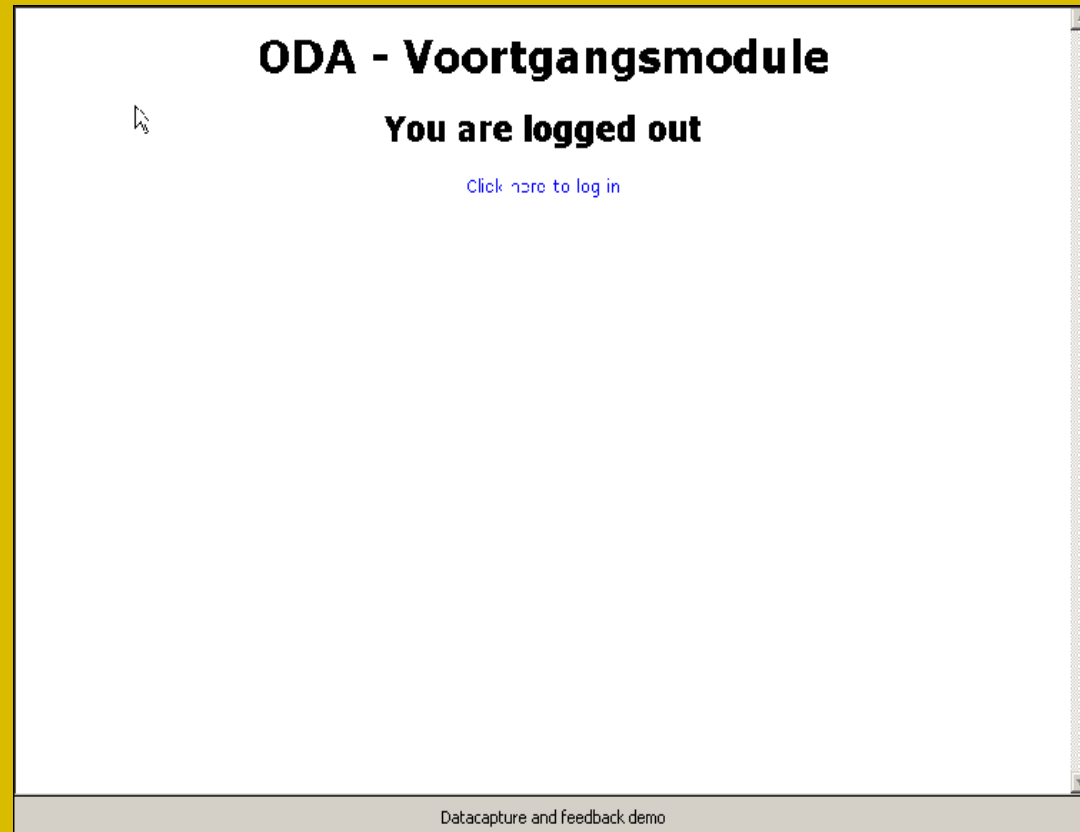 ODA - Voortgangsmodule
You are logged out
Click here to log in
Datacapture and feedback demo